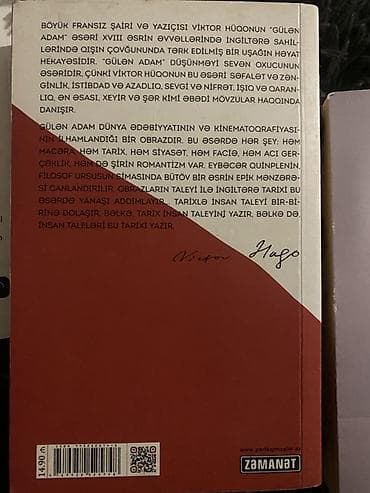 BÖYÜK FRANSIZ ŞAİRİ VƏ YAZIÇISI VİKTOR HÜQONUN "GÜLƏN
ADAM" ƏSƏRİ XVIII ƏSRİN ƏVVƏLLƏRİNDƏ İNGİLTƏRƏ SAHİL-
LƏRİNDƏ QIŞIN ÇOVĞUNUNDA TƏRK EDİLMİŞ BİR UŞAĞIN HƏYAT
HEKAYƏSİDİR. "GÜLƏN ADAM" DÜŞÜNMƏYİ SEVƏN OXUCUNUN
ƏSƏRİDİR, ÇÜNKİ VİKTOR HÜQONUN BU ƏSƏRİ SƏFALƏT VƏ ZƏN-
GİNLİK, İSTİBDAD VƏ AZADLIQ, SEVGİ VƏ NİFRƏT, İŞIQ VƏ QARAN-
LIQ, ƏN ƏSASI, XEYİR VƏ ŞƏR KİMİ ƏBƏDİ MÖVZULAR HAQQINDA
DANIŞIR.
GÜLƏN ADAM DÜNYA ƏDƏBİYYATININ VƏ KİNEMATOQRAFİYASI-
NIN İLHAMLANDIĞI BİR OBRAZDIR. BU ƏSƏRDƏ HƏR ŞEY: HƏM
MACƏRA, HƏM TARİX, HƏM SİYASƏT, HƏM FACİƏ, HƏM ACI GER-
ÇƏKLİK, HƏM DƏ ŞİRİN ROMANTİZM VAR. EYBƏCƏR QUİNPLENİN,
FİLOSOF URSUSUN SİMASINDA BÜTÖV BİR ƏSRİN EPİK MƏNZƏRƏ-
Sİ CANLANDIRILIR. OBRAZLARIN TALEYİ İLƏ İNGİLTƏRƏ TARİXİ BU
ƏSƏRDƏ YANAŞI ADDIMLAYIR. TARİXLƏ İNSAN TALEYİ BİR-Bİ-
RİNƏ DOLAŞIR. BƏLKƏ, TARİX İNSAN TALEYİNİ YAZIR, BƏLKƏ DƏ,
İNSAN TALELƏRİ BU TARİXİ YAZIR.
Victor Hugo
14.90 ₼
ZƏMANƏT